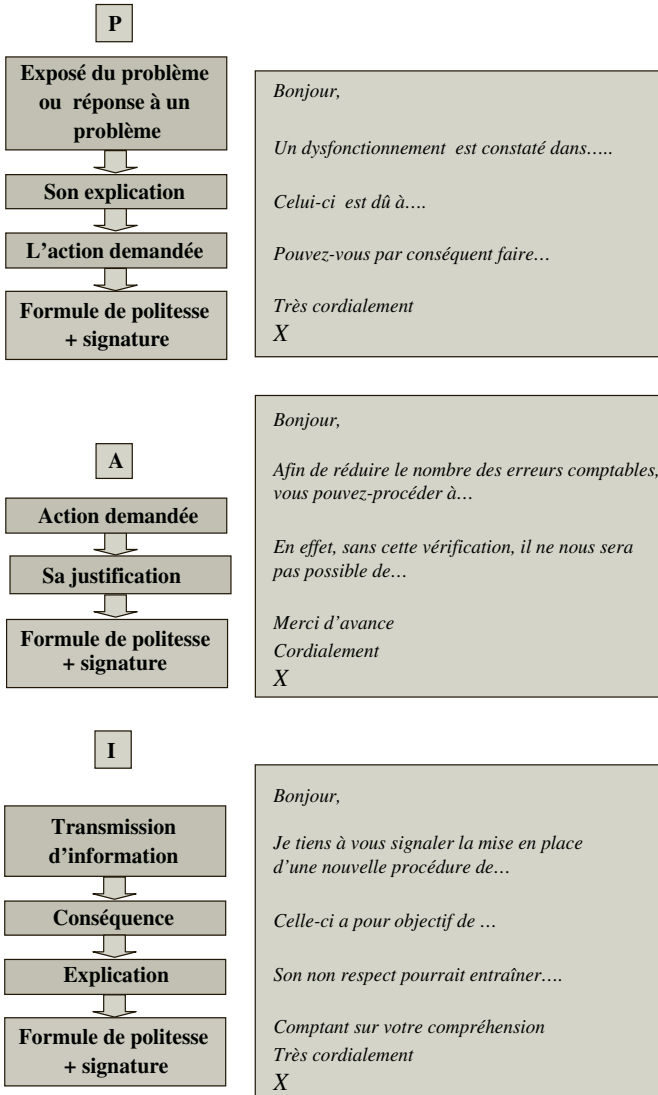 P
Exposé du problème
ou réponse à un
problème
Son explication
L'action demandée
Formule de politesse
+ signature
Bonjour,
Un dysfonctionnement est constaté dans…..
Celui-ci est dû à….
Pouvez-vous par conséquent faire…
Très cordialement
X
A
Action demandée
Sa justification
Formule de politesse
+ signature
Bonjour,
Afin de réduire le nombre des erreurs comptables,
vous pouvez-procéder à…
En effet, sans cette vérification, il ne nous sera
pas possible de…
Merci d'avance
Cordialement
X
I
Transmission
d'information
Conséquence
Explication
Formule de politesse
+ signature
Bonjour,
Je tiens à vous signaler la mise en place
d'une nouvelle procédure de…
Celle-ci a pour objectif de …
Son non respect pourrait entraîner….
Comptant sur votre compréhension
Très cordialement
X